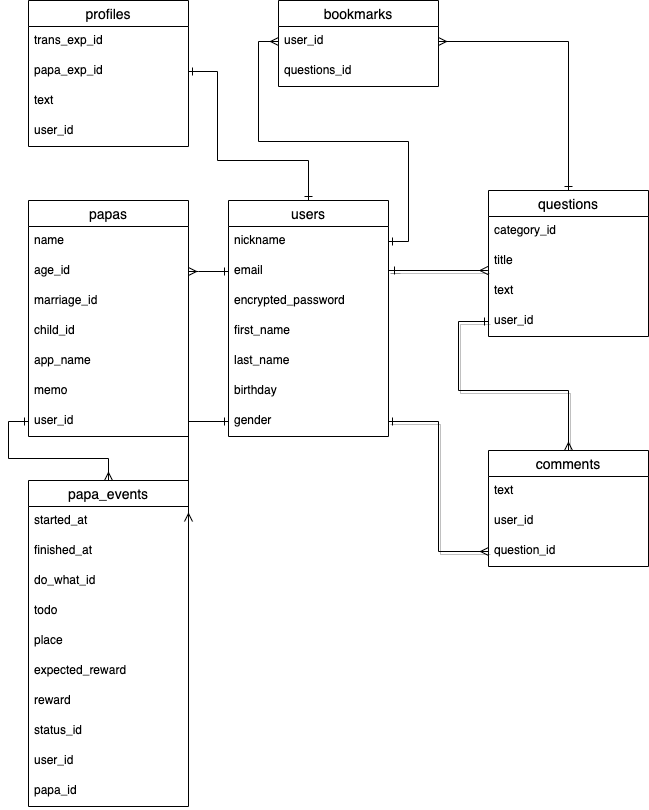 profiles
trans_exp_id
papa_exp_id
text
user_id
bookmarks
user_id
questions_id
papas
name
age_id
marriage_id
child_id
app_name
memo
user_id
users
nickname
email
encrypted_password
first_name
last_name
birthday
gender
questions
category_id
title
text
user_id
comments
text
user_id
question_id
papa_events
started_at
finished_at
do_what_id
todo
place
expected_reward
reward
status_id
user_id
papa_id